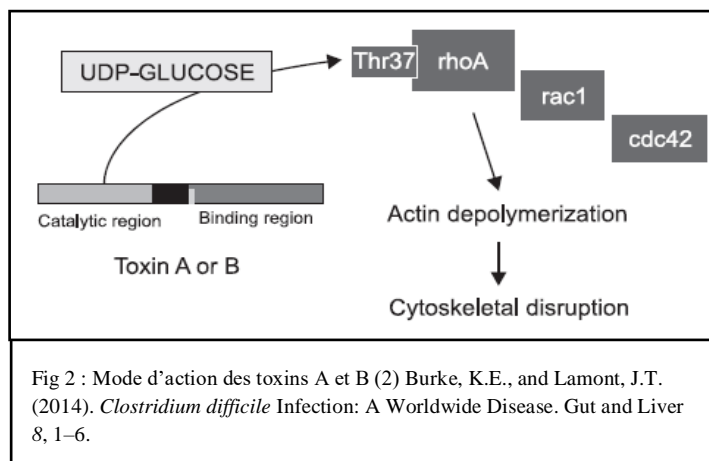 UDP-GLUCOSE
Thr37
rhoA
rac1
cdc42
Catalytic region
Binding region
Toxin A or B
Actin depolymerization
Cytoskeletal disruption
Fig 2 : Mode d’action des toxins A et B (2) Burke, K.E., and Lamont, J.T.
(2014). Clostridium difficile Infection: A Worldwide Disease. Gut and Liver
8, 1–6.